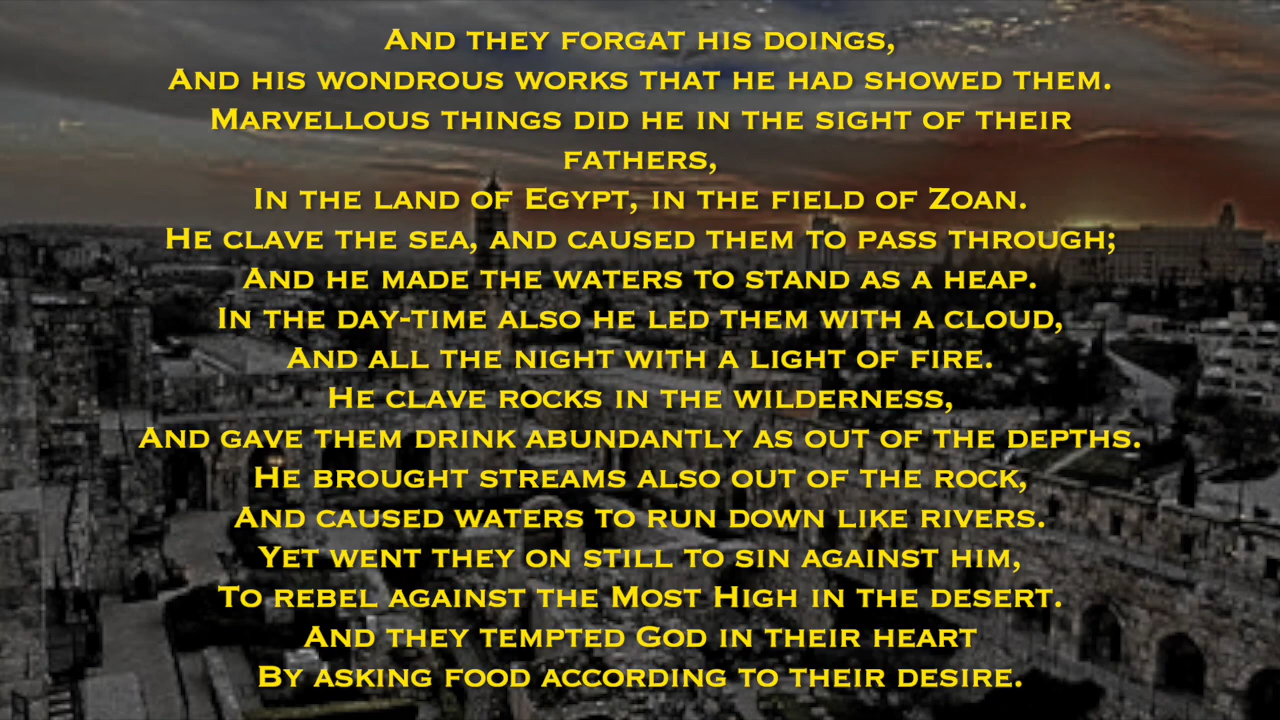 And they forgat his doings,
And his wondrous works that he had showed them.
Marvellous things did he in the sight of their
fathers,
In the land of Egypt, in the field of Zoan.
He clave the sea, and caused them to pass through;
And he made the waters to stand as a heap.
In the day-time also he led them with a cloud,
And all the night with a light of fire.
He clave rocks in the wilderness,
And gave them drink abundantly as out of the depths.
He brought streams also out of the rock,
And caused waters to run down like rivers.
Yet went they on still to sin against him,
To rebel against the Most High in the desert.
And they tempted God in their heart
By asking food according to their desire.